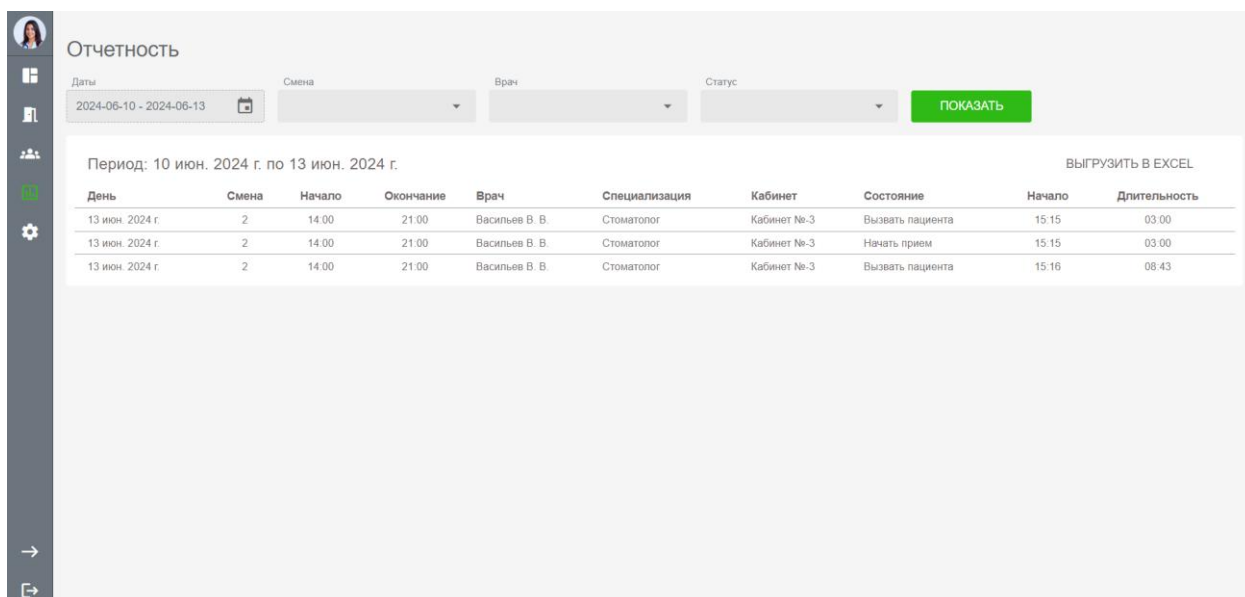 Отчетность
Даты Смена Врач Статус
2024-06-10 - 2024-06-13 ПОКАЗАТЬ
Период: 10 июн. 2024 г. по 13 июн. 2024 г. ВЫГРУЗИТЬ В EXCEL
День Смена Начало Окончание Врач Специализация Кабинет Состояние Начало Длительность
13 июн. 2024 г. 2 14:00 21:00 Васильев В. В. Стоматолог Кабинет №-3 Вызвать пациента 15:15 03:00
13 июн. 2024 г. 2 14:00 21:00 Васильев В. В. Стоматолог Кабинет №-3 Начать прием 15:15 03:00
13 июн. 2024 г. 2 14:00 21:00 Васильев В. В. Стоматолог Кабинет №-3 Вызвать пациента 15:16 08:43